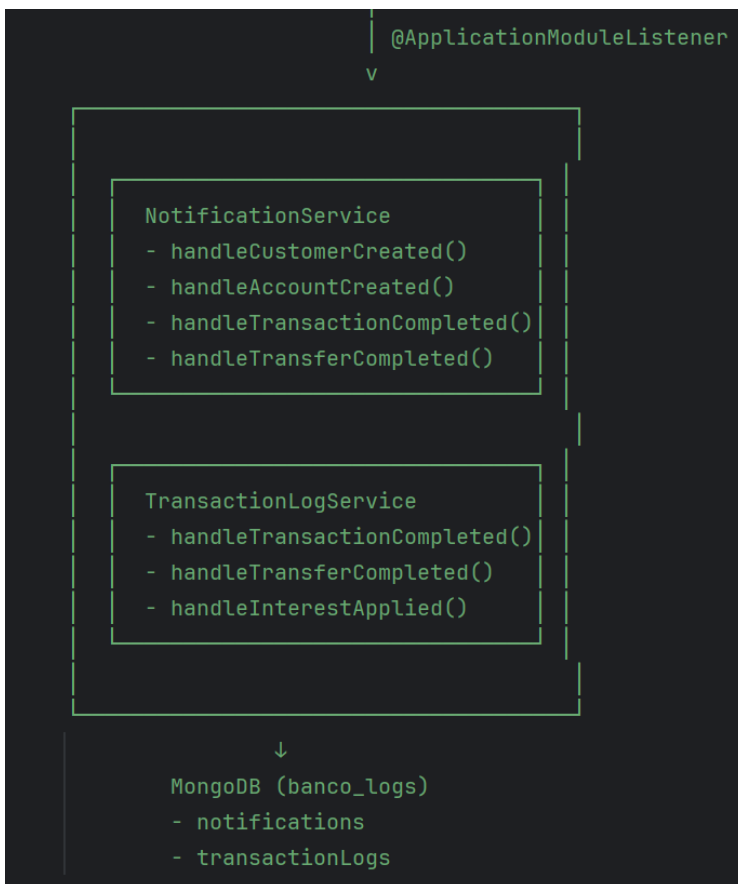 @ApplicationModuleListener
v
NotificationService
- handleCustomerCreated()
- handleAccountCreated()
- handleTransactionCompleted()
- handleTransferCompleted()
TransactionLogService
- handleTransactionCompleted()
- handleTransferCompleted()
- handleInterestApplied()
↓
MongoDB (banco_logs)
- notifications
- transactionLogs